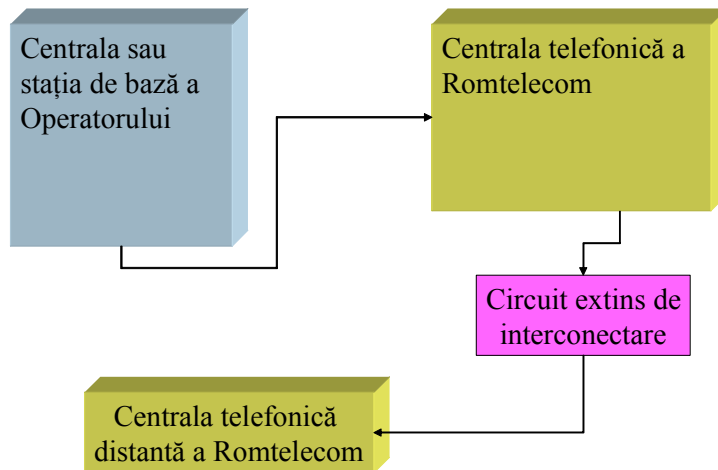 Centrala sau
stația de bază a
Operatorului
Centrala telefonică a
Romtelecom
Circuit extins de
interconectare
Centrala telefonică
distantă a Romtelecom